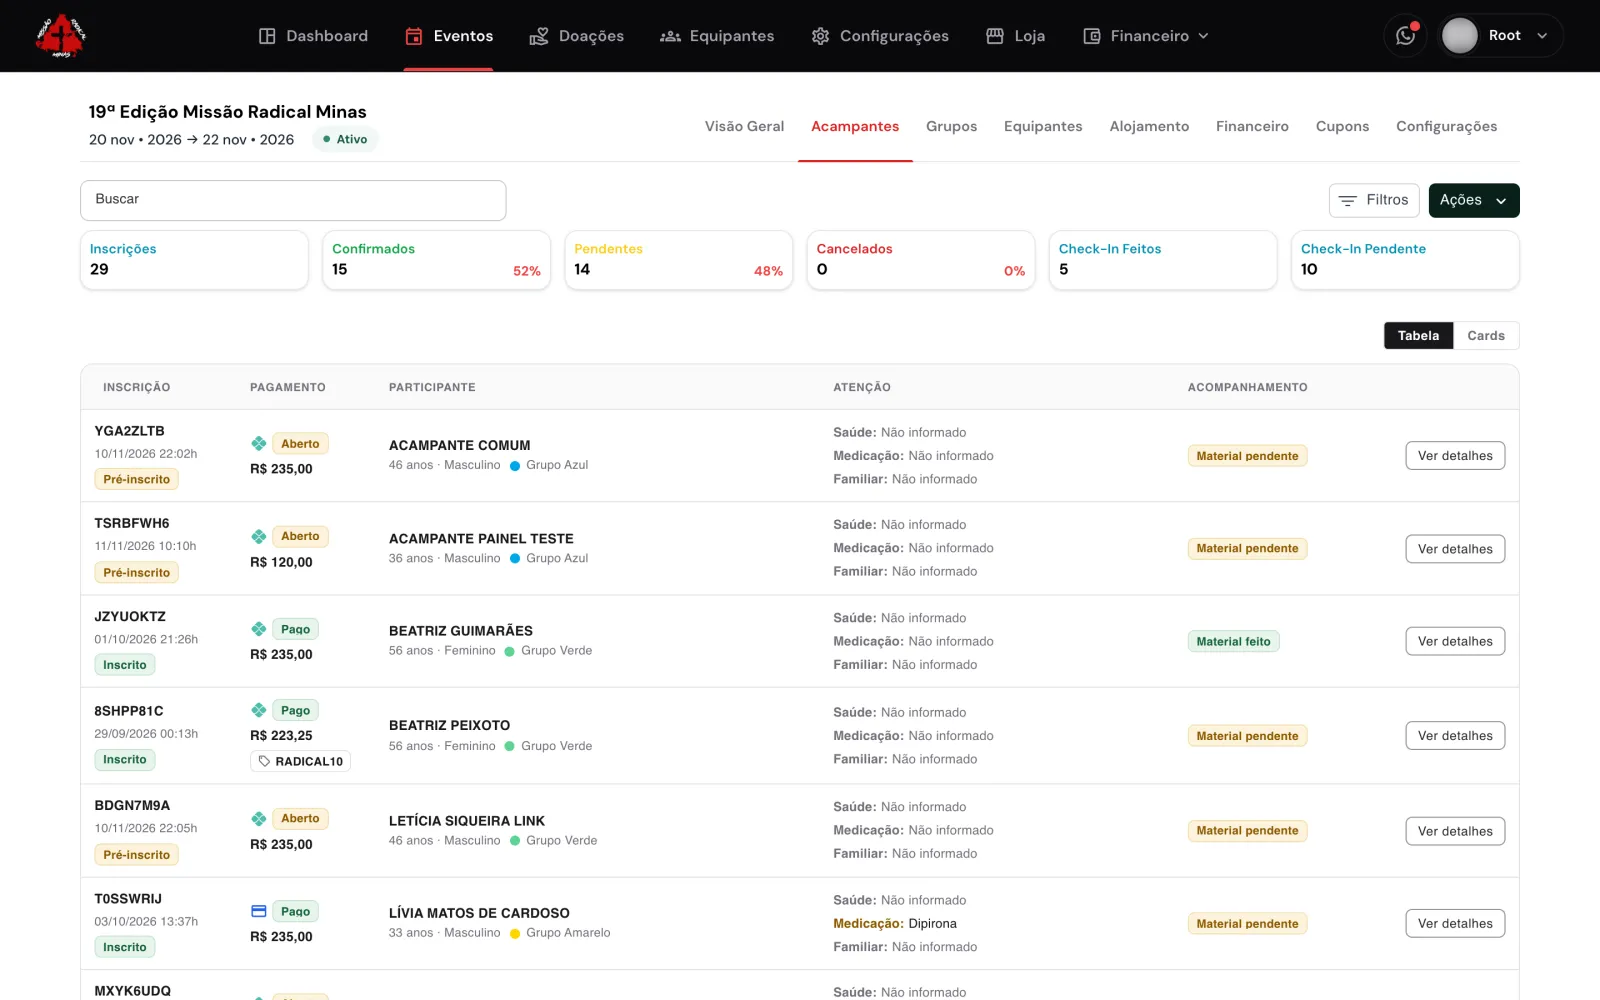 MISSÃO RADICAL
MINAS
Dashboard
Eventos
Doações
Equipantes
Configurações
Loja
Financeiro
Root
19ª Edição Missão Radical Minas
20 nov • 2026 → 22 nov • 2026
Ativo
Visão Geral
Acampantes
Grupos
Equipantes
Alojamento
Financeiro
Cupons
Configurações
Buscar
Filtros
Ações
Inscrições
29
Confirmados
15
52%
Pendentes
14
48%
Cancelados
0
0%
Check-In Feitos
5
Check-In Pendente
10
Tabela
Cards
INSCRIÇÃO
PAGAMENTO
PARTICIPANTE
ATENÇÃO
ACOMPANHAMENTO
YGA2ZLTB
10/11/2026 22:02h
Pré-inscrito
Aberto
R$ 235,00
ACAMPANTE COMUM
46 anos · Masculino
Grupo Azul
Saúde: Não informado
Medicação: Não informado
Familiar: Não informado
Material pendente
Ver detalhes
TSRBFWH6
11/11/2026 10:10h
Pré-inscrito
Aberto
R$ 120,00
ACAMPANTE PAINEL TESTE
36 anos · Masculino
Grupo Azul
Saúde: Não informado
Medicação: Não informado
Familiar: Não informado
Material pendente
Ver detalhes
JZYUOKTZ
01/10/2026 21:26h
Inscrito
Pago
R$ 235,00
BEATRIZ GUIMARÃES
56 anos · Feminino
Grupo Verde
Saúde: Não informado
Medicação: Não informado
Familiar: Não informado
Material feito
Ver detalhes
8SHPP81C
29/09/2026 00:13h
Inscrito
Pago
R$ 223,25
RADICAL10
BEATRIZ PEIXOTO
56 anos · Feminino
Grupo Verde
Saúde: Não informado
Medicação: Não informado
Familiar: Não informado
Material pendente
Ver detalhes
BDGN7M9A
10/11/2026 22:05h
Pré-inscrito
Aberto
R$ 235,00
LETÍCIA SIQUEIRA LINK
46 anos · Masculino
Grupo Verde
Saúde: Não informado
Medicação: Não informado
Familiar: Não informado
Material pendente
Ver detalhes
T0SSWRIJ
03/10/2026 13:37h
Inscrito
Pago
R$ 235,00
LÍVIA MATOS DE CARDOSO
33 anos · Masculino
Grupo Amarelo
Saúde: Não informado
Medicação: Dipirona
Familiar: Não informado
Material pendente
Ver detalhes
MXYK6UDQ
Aberto
Saúde: Não informado